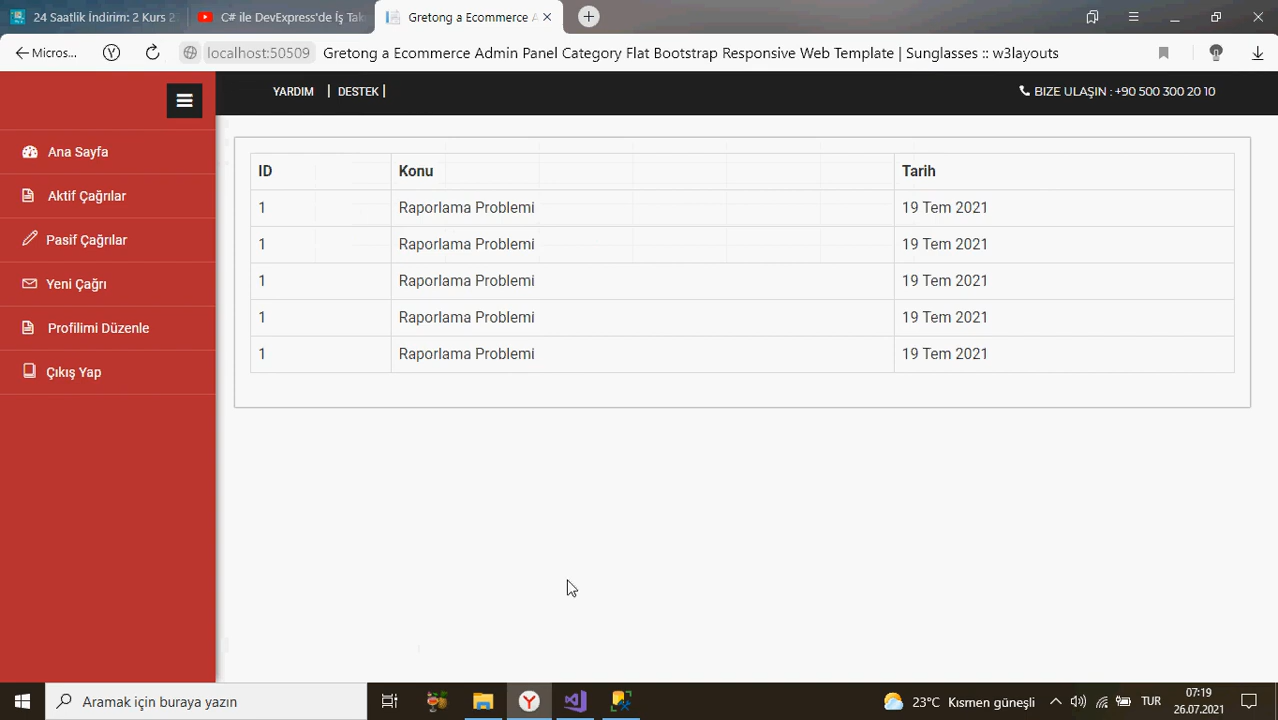 24 Saatlik İndirim: 2 Kurs 2
C# ile DevExpress'de İş Tak
Gretong a Ecommerce A
Micros...
localhost:50509
Gretong a Ecommerce Admin Panel Category Flat Bootstrap Responsive Web Template | Sunglasses :: w3layouts
YARDIM | DESTEK |
BIZE ULAŞIN : +90 500 300 20 10
Ana Sayfa
Aktif Çağrılar
Pasif Çağrılar
Yeni Çağrı
Profilimi Düzenle
Çıkış Yap
ID Konu Tarih
1 Raporlama Problemi 19 Tem 2021
1 Raporlama Problemi 19 Tem 2021
1 Raporlama Problemi 19 Tem 2021
1 Raporlama Problemi 19 Tem 2021
1 Raporlama Problemi 19 Tem 2021
Aramak için buraya yazın
23°C Kısmen güneşli
TUR
07:19
26.07.2021